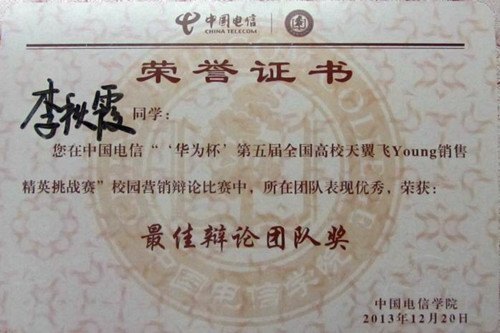 中国电信
CHINA TELECOM
荣誉证书
李秋霞 同学：
您在中国电信“‘华为杯’第五届全国高校天翼飞Young销售
精英挑战赛”校园营销辩论比赛中，所在团队表现优秀，荣获：
最佳辩论团队奖
中国电信学院
2013年12月20日